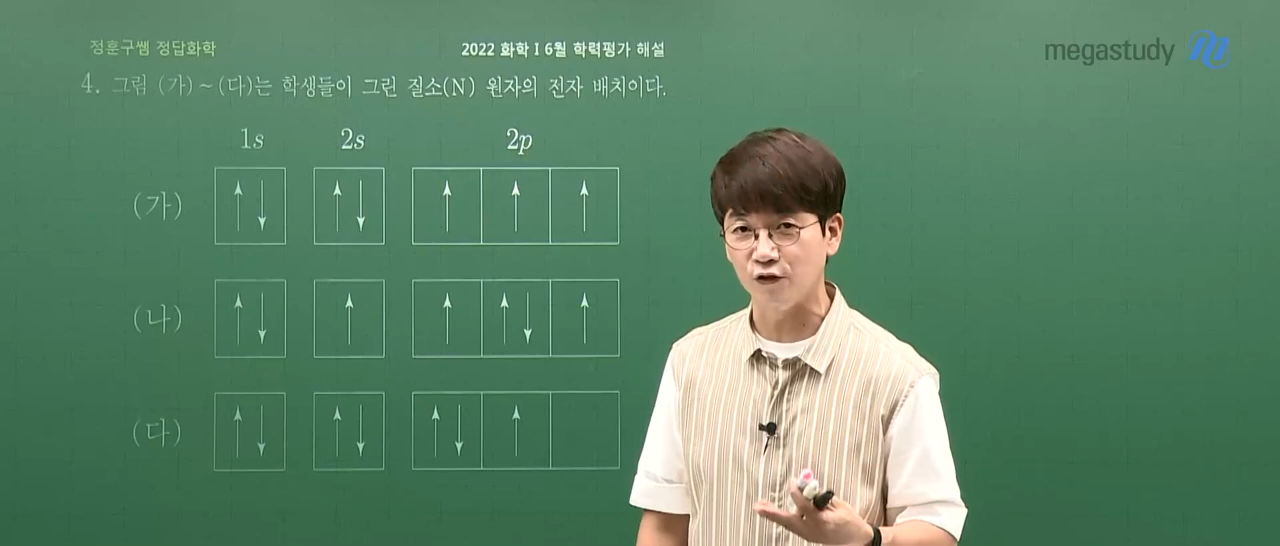 정훈구쌤 정답화학
2022 화학 I 6월 학력평가 해설
megastudy M
4. 그림 (가)～(다)는 학생들이 그린 질소(N) 원자의 전자 배치이다.
1s 2s 2p
(가)
(나)
(다)